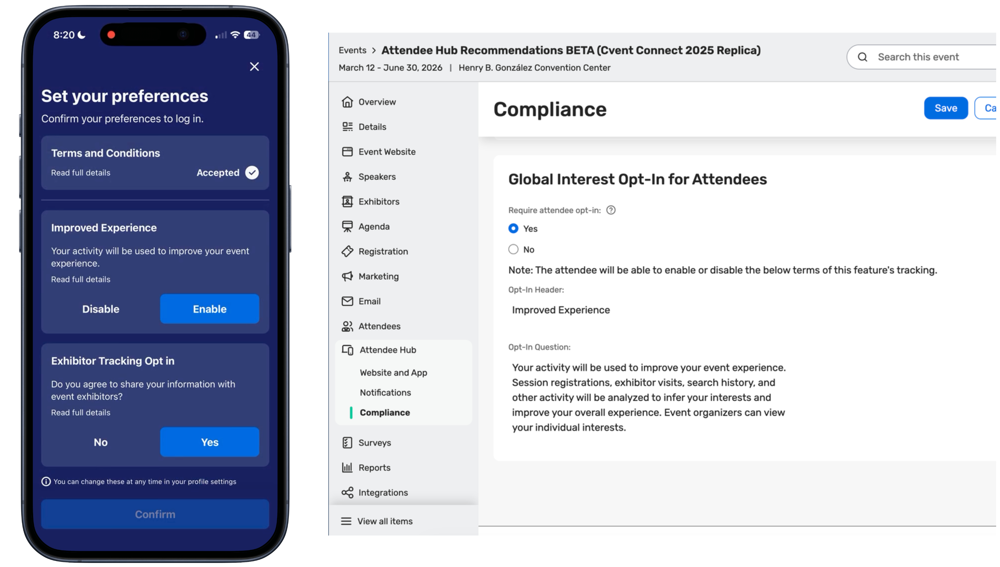 8:20
44
Set your preferences
Confirm your preferences to log in.
Terms and Conditions
Read full details
Accepted
Improved Experience
Your activity will be used to improve your event
experience.
Read full details
Disable
Enable
Exhibitor Tracking Opt in
Do you agree to share your information with
event exhibitors?
Read full details
No
Yes
You can change these at any time in your profile settings
Confirm
Events > Attendee Hub Recommendations BETA (Cvent Connect 2025 Replica)
March 12 - June 30, 2026 | Henry B. González Convention Center
Search this event
Overview
Details
Event Website
Speakers
Exhibitors
Agenda
Registration
Marketing
Email
Attendees
Attendee Hub
Website and App
Notifications
Compliance
Surveys
Reports
Integrations
View all items
Compliance
Save
Ca
Global Interest Opt-In for Attendees
Require attendee opt-in:
Yes
No
Note: The attendee will be able to enable or disable the below terms of this feature's tracking.
Opt-In Header:
Improved Experience
Opt-In Question:
Your activity will be used to improve your event experience.
Session registrations, exhibitor visits, search history, and
other activity will be analyzed to infer your interests and
improve your overall experience. Event organizers can view
your individual interests.